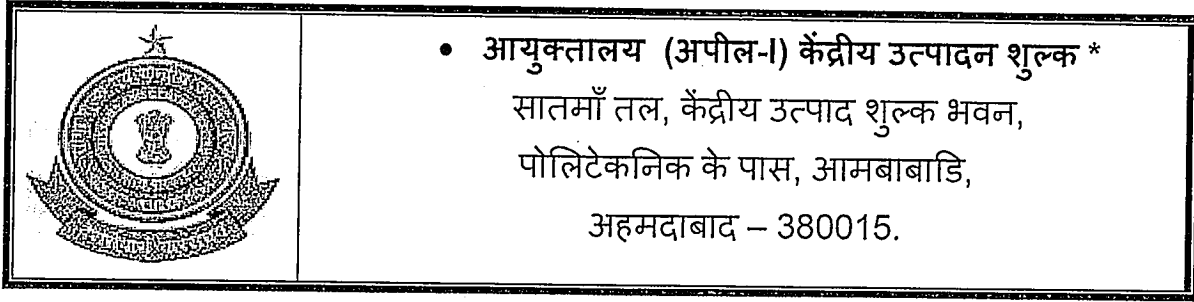 • आयुक्तालय (अपील-I) केंद्रीय उत्पादन शुल्क *
सातमाँ तल, केंद्रीय उत्पाद शुल्क भवन,
पोलिटेकनिक के पास, आमबाबाडि,
अहमदाबाद – 380015.